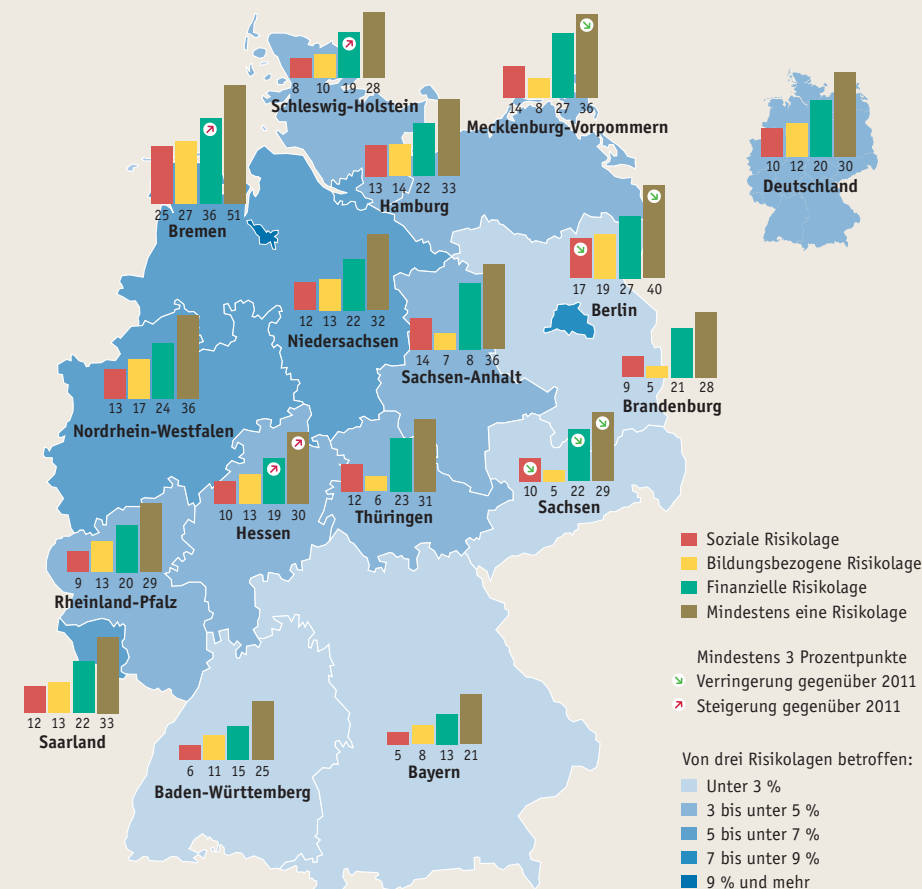 8 10 19 28
Schleswig-Holstein
14 8 27 36
Mecklenburg-Vorpommern
10 12 20 30
Deutschland
13 14 22 33
Hamburg
25 27 36 51
Bremen
17 19 27 40
Berlin
12 13 22 32
Niedersachsen
14 7 8 36
Sachsen-Anhalt
9 5 21 28
Brandenburg
13 17 24 36
Nordrhein-Westfalen
10 13 19 30
Hessen
12 6 23 31
Thüringen
10 5 22 29
Sachsen
9 13 20 29
Rheinland-Pfalz
12 13 22 33
Saarland
6 11 15 25
Baden-Württemberg
5 8 13 21
Bayern
Soziale Risikolage
Bildungsbezogene Risikolage
Finanzielle Risikolage
Mindestens eine Risikolage
Mindestens 3 Prozentpunkte
Verringerung gegenüber 2011
Steigerung gegenüber 2011
Von drei Risikolagen betroffen:
Unter 3 %
3 bis unter 5 %
5 bis unter 7 %
7 bis unter 9 %
9 % und mehr